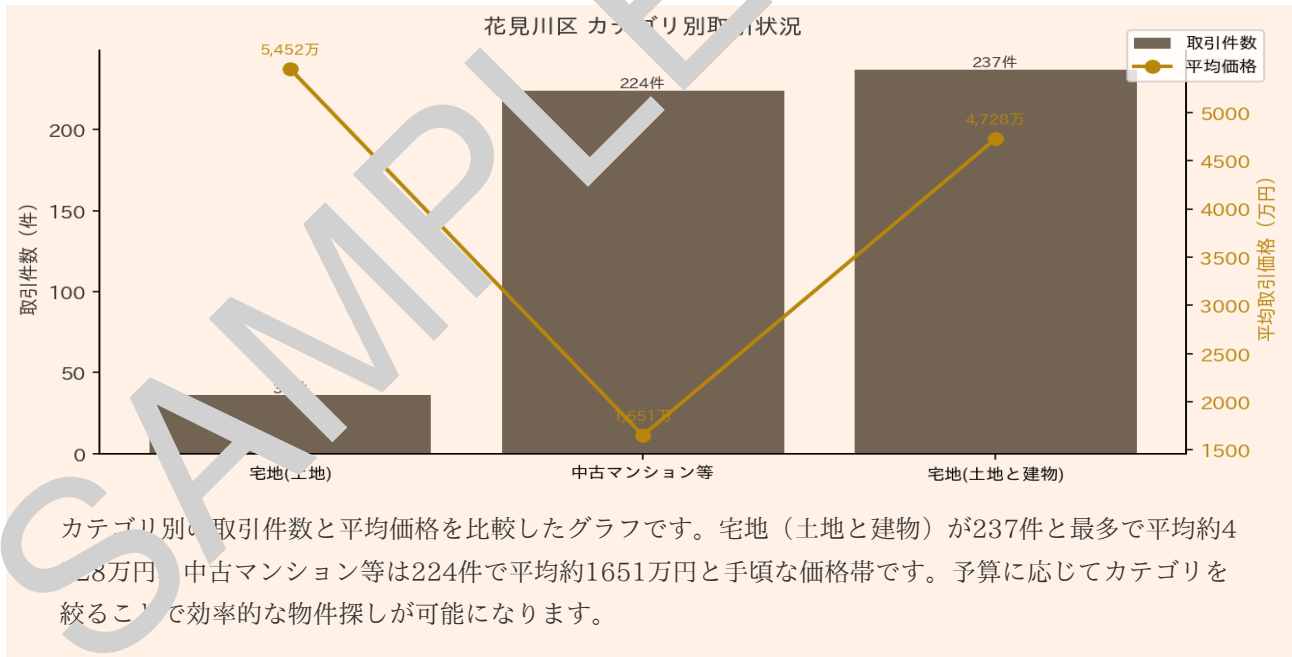 花見川区 カテゴリ別取引状況
5,452万
224件
237件
4,728万
1,651万
取引件数
平均価格
取引件数 (件)
200
150
100
50
0
平均取引価格 (万円)
5000
4500
4000
3500
3000
2500
2000
1500
宅地(土地)
中古マンション等
宅地(土地と建物)
カテゴリ別の取引件数と平均価格を比較したグラフです。宅地（土地と建物）が237件と最多で平均約4
28万円、中古マンション等は224件で平均約1651万円と手頃な価格帯です。予算に応じてカテゴリを
絞ることで効率的な物件探しが可能になります。
SAMPLE